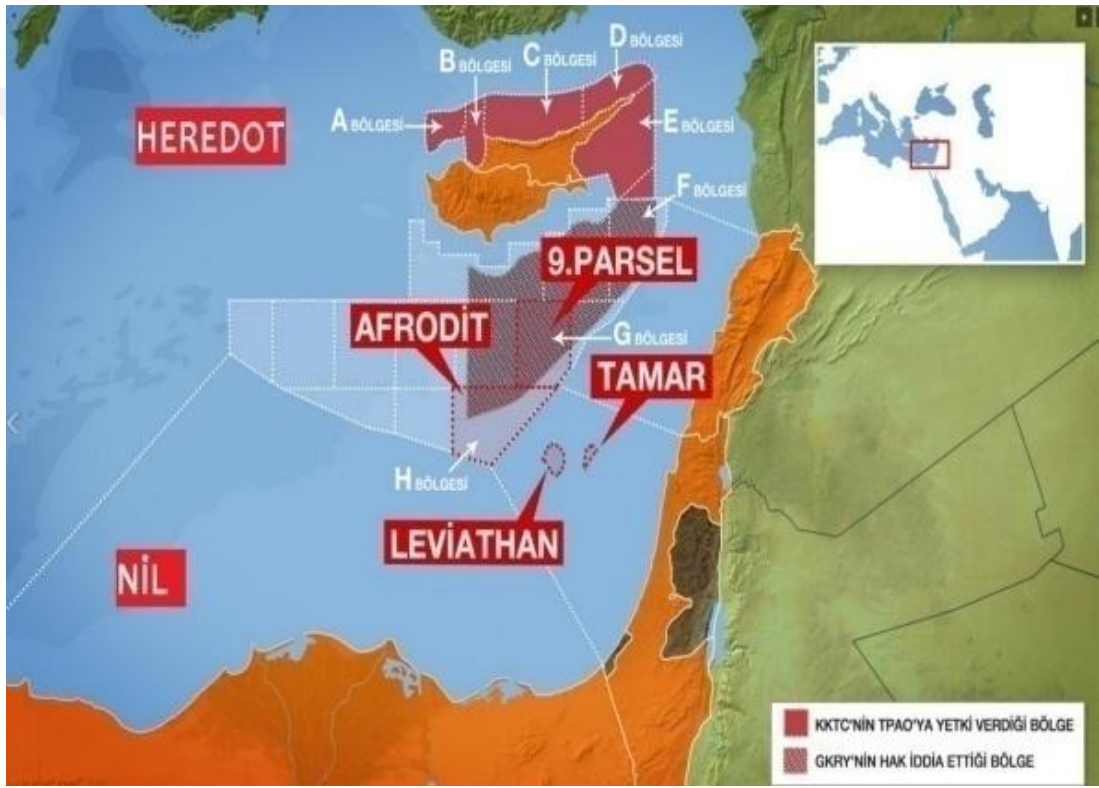 D BÖLGESİ
C BÖLGESİ
B BÖLGESİ
A BÖLGESİ
E BÖLGESİ
HEREDOT
F BÖLGESİ
9.PARSEL
AFRODİT
G BÖLGESİ
TAMAR
H BÖLGESİ
LEVİATHAN
NİL
KKTC'NİN TPAO'YA YETKİ VERDİĞİ BÖLGE
GKRY'NİN HAK İDDİA ETTİĞİ BÖLGE